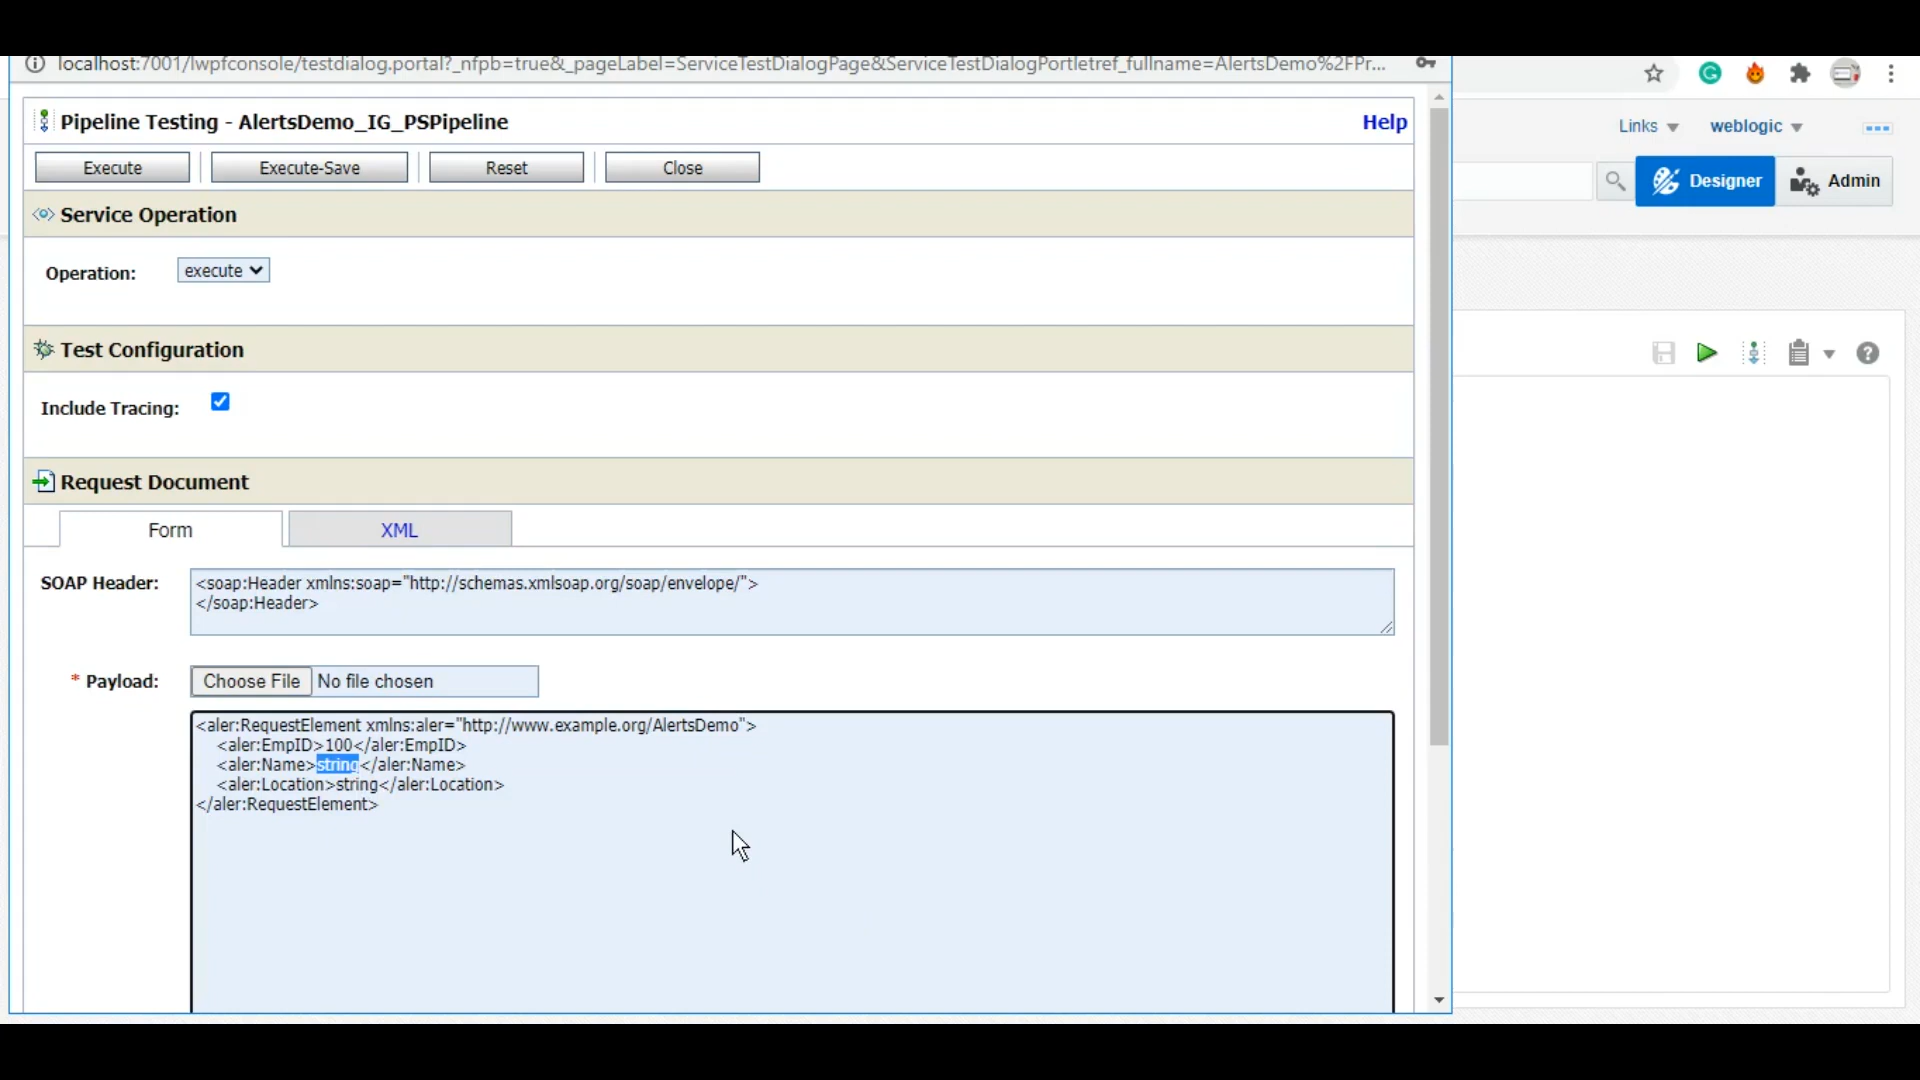 localhost:7001/lwpfconsole/testdialog.portal?_nfpb=true&_pageLabel=ServiceTestDialogPage&ServiceTestDialogPortletref_fullname=AlertsDemo%2FPr...
Links
weblogic
Pipeline Testing - AlertsDemo_IG_PSPipeline
Help
Execute
Execute-Save
Reset
Close
Designer
Admin
Service Operation
Operation:
execute
Test Configuration
Include Tracing:
Request Document
Form
XML
SOAP Header:
<soap:Header xmlns:soap="http://schemas.xmlsoap.org/soap/envelope/">
</soap:Header>
* Payload:
Choose File
No file chosen
<aler:RequestElement xmlns:aler="http://www.example.org/AlertsDemo">
<aler:EmpID>100</aler:EmpID>
<aler:Name>string</aler:Name>
<aler:Location>string</aler:Location>
</aler:RequestElement>